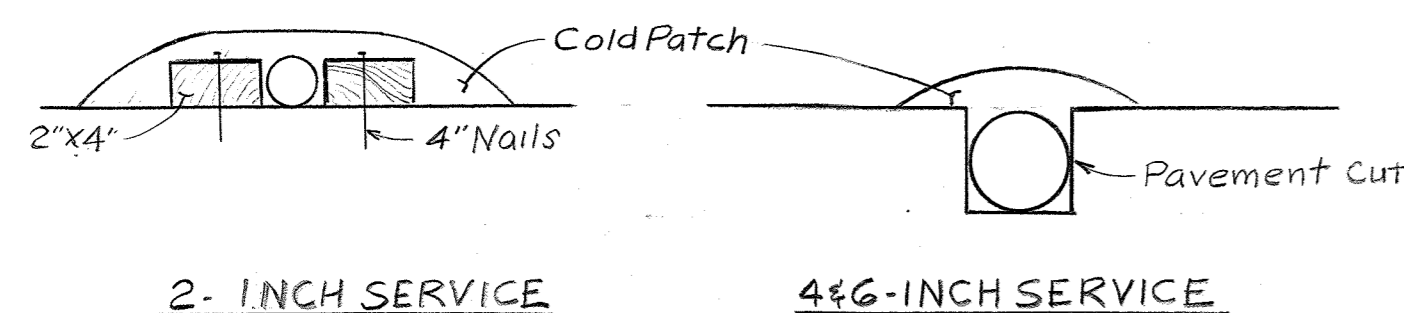 Cold Patch
2"x4"
4" Nails
Pavement Cut
2- INCH SERVICE
4&6-INCH SERVICE